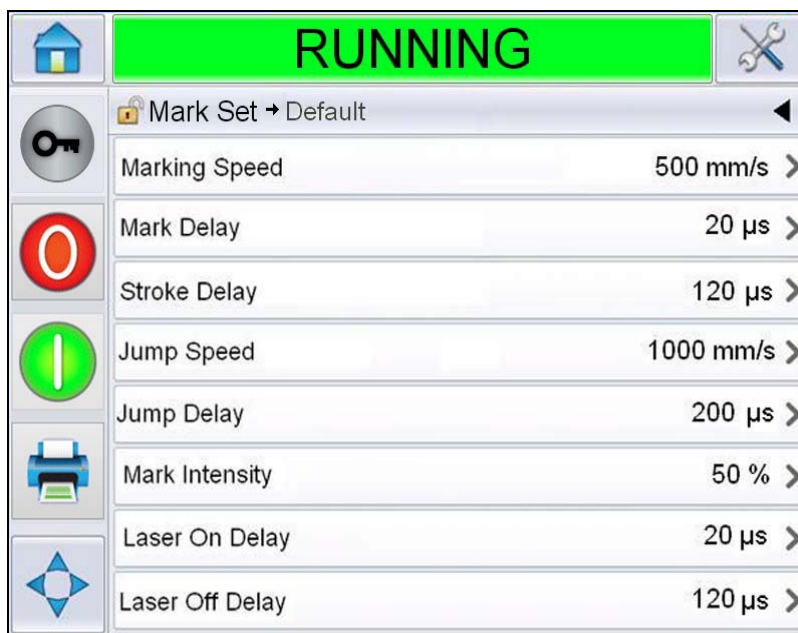 RUNNING
Mark Set → Default
Marking Speed 500 mm/s
Mark Delay 20 µs
Stroke Delay 120 µs
Jump Speed 1000 mm/s
Jump Delay 200 µs
Mark Intensity 50 %
Laser On Delay 20 µs
Laser Off Delay 120 µs